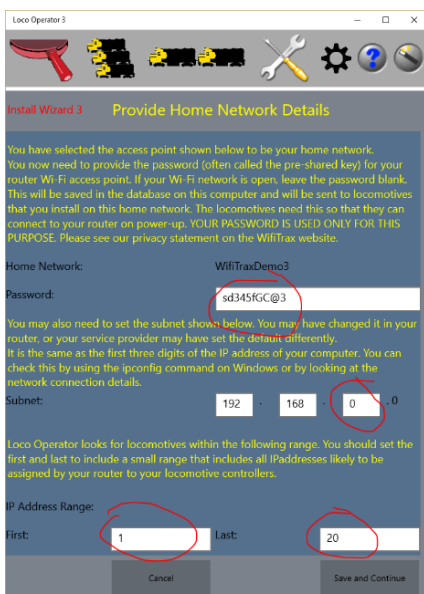 Loco Operator 3
Install Wizard 3 Provide Home Network Details
You have selected the access point shown below to be your home network.
You now need to provide the password (often called the pre-shared key) for your
router Wi-Fi access point. If your Wi-Fi network is open, leave the password blank.
This will be saved in the database on this computer and will be sent to locomotives
that you install on this home network. The locomotives need this so that they can
connect to your router on power-up. YOUR PASSWORD IS USED ONLY FOR THIS
PURPOSE. Please see our privacy statement on the WifiTrax website.
Home Network: WifiTraxDemo3
Password: sd345fGC@3
You may also need to set the subnet shown below. You may have changed it in your
router, or your service provider may have set the default differently.
It is the same as the first three digits of the IP address of your computer. You can
check this by using the ipconfig command on Windows or by looking at the
network connection details.
Subnet: 192 . 168 . 0 . 0
Loco Operator looks for locomotives within the following range. You should set the
first and last to include a small range that includes all IPaddresses likely to be
assigned by your router to your locomotive controllers.
IP Address Range:
First: 1 Last: 20
Cancel Save and Continue